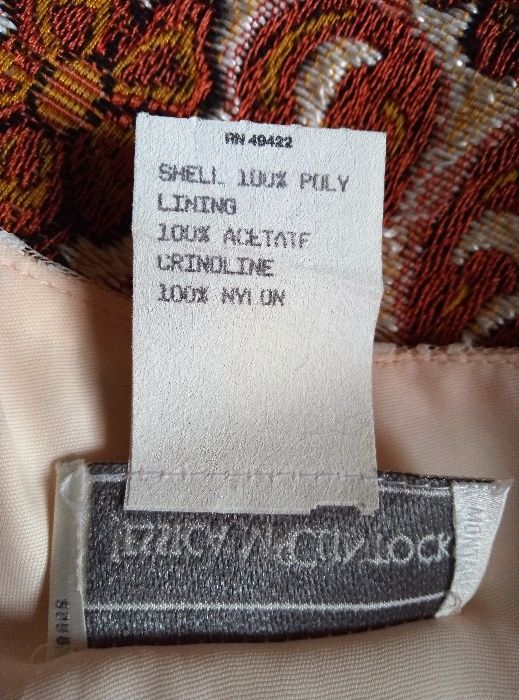 RN 49422
SHELL 100% POLY
LINING
100% ACETATE
CRINOLINE
100% NYLON
JESSICA McCLINTOCK